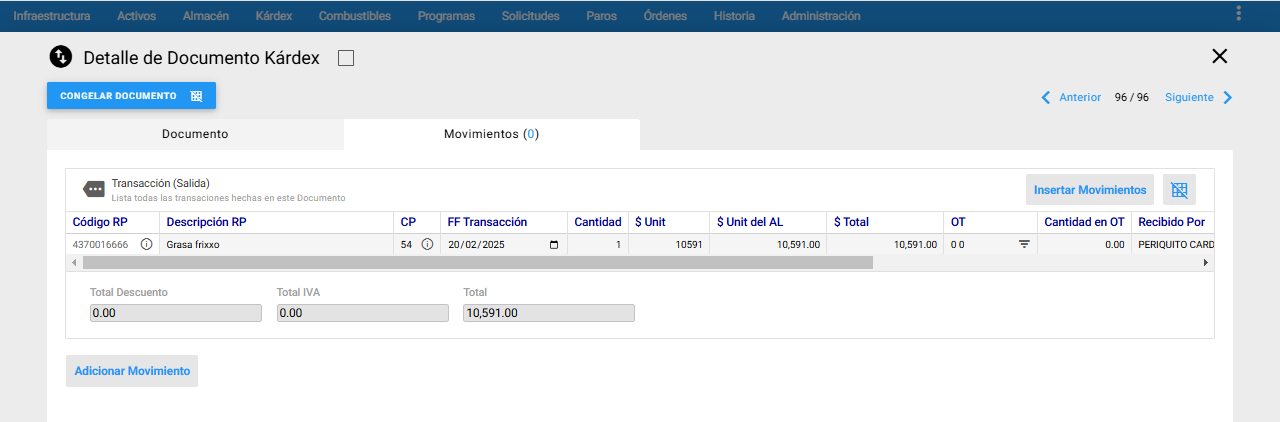 Infraestructura Activos Almacén Kárdex Combustibles Programas Solicitudes Paros Órdenes Historia Administración
Detalle de Documento Kárdex
CONGELAR DOCUMENTO
Anterior 96 / 96 Siguiente
Documento Movimientos (0)
Transacción (Salida)
Lista todas las transaciones hechas en este Documento
Insertar Movimientos
Código RP Descripción RP CP FF Transacción Cantidad $ Unit $ Unit del AL $ Total OT Cantidad en OT Recibido Por
4370016666 Grasa frixxo 54 20/02/2025 1 10591 10,591.00 10,591.00 0 0 0.00 PERIQUITO CARD
Total Descuento Total IVA Total
0.00 0.00 10,591.00
Adicionar Movimiento